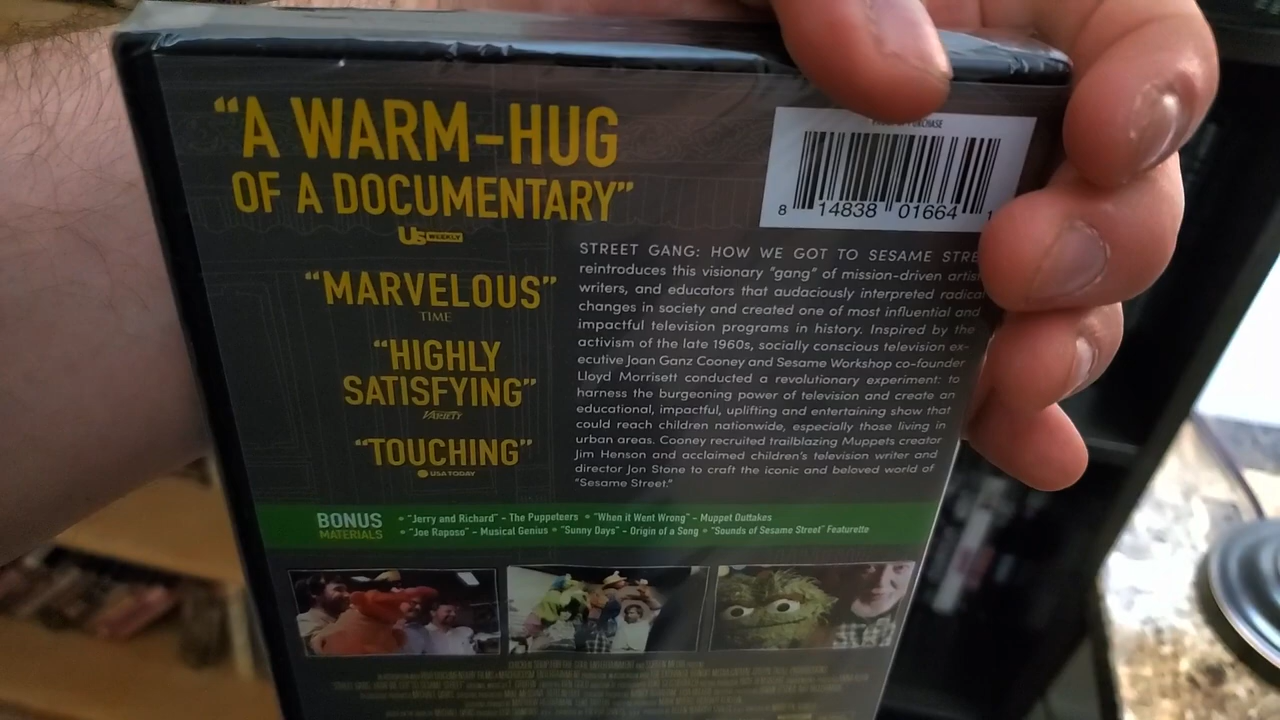 "A WARM-HUG
OF A DOCUMENTARY"
Us WEEKLY
"MARVELOUS"
TIME
"HIGHLY
SATISFYING"
VARIETY
"TOUCHING"
USA TODAY
PURCHASE
8 14838 01664 1
STREET GANG: HOW WE GOT TO SESAME STRE
reintroduces this visionary "gang" of mission-driven artis
writers, and educators that audaciously interpreted radical
changes in society and created one of most influential and
impactful television programs in history. Inspired by the
activism of the late 1960s, socially conscious television ex-
ecutive Joan Ganz Cooney and Sesame Workshop co-founder
Lloyd Morrisett conducted a revolutionary experiment: to
harness the burgeoning power of television and create an
educational, impactful, uplifting and entertaining show that
could reach children nationwide, especially those living in
urban areas. Cooney recruited trailblazing Muppets creator
Jim Henson and acclaimed children's television writer and
director Jon Stone to craft the iconic and beloved world of
"Sesame Street."
BONUS
MATERIALS
• "Jerry and Richard" - The Puppeteers • "When it Went Wrong" - Muppet Outtakes
• "Joe Raposo" - Musical Genius • "Sunny Days" - Origin of a Song • "Sounds of Sesame Street" Featurette